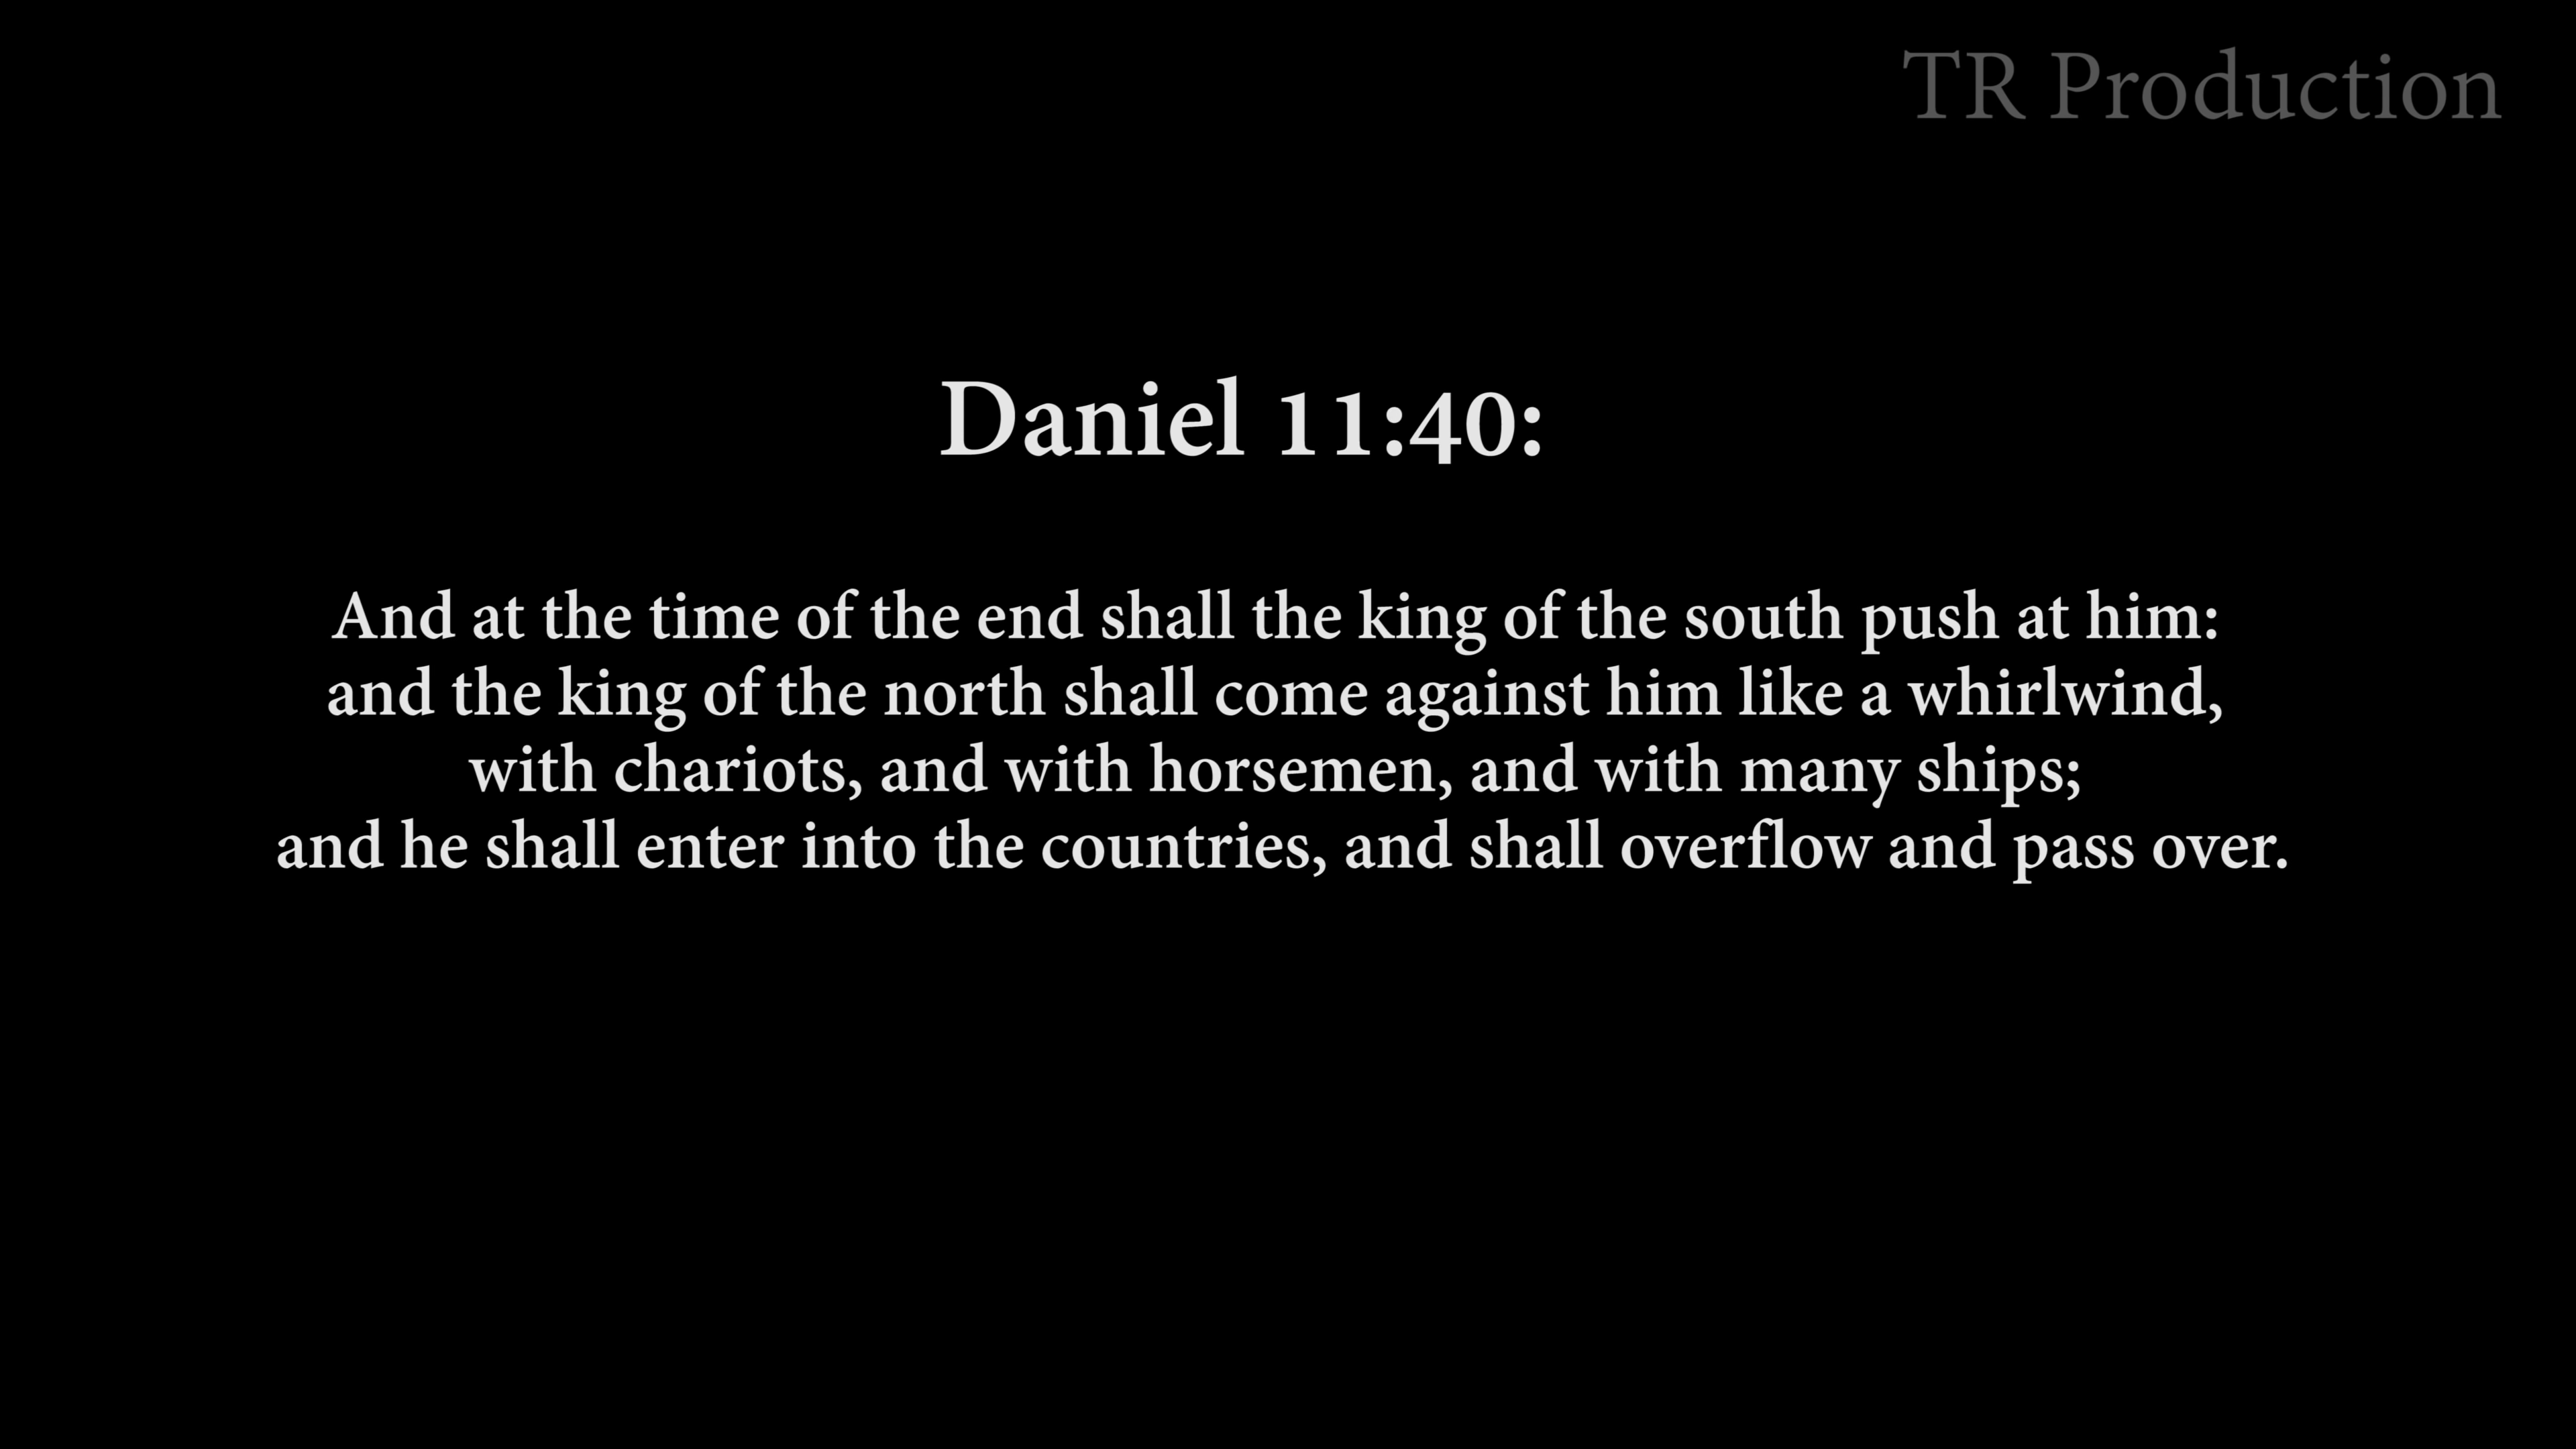 TR Production
Daniel 11:40:
And at the time of the end shall the king of the south push at him:
and the king of the north shall come against him like a whirlwind,
with chariots, and with horsemen, and with many ships;
and he shall enter into the countries, and shall overflow and pass over.